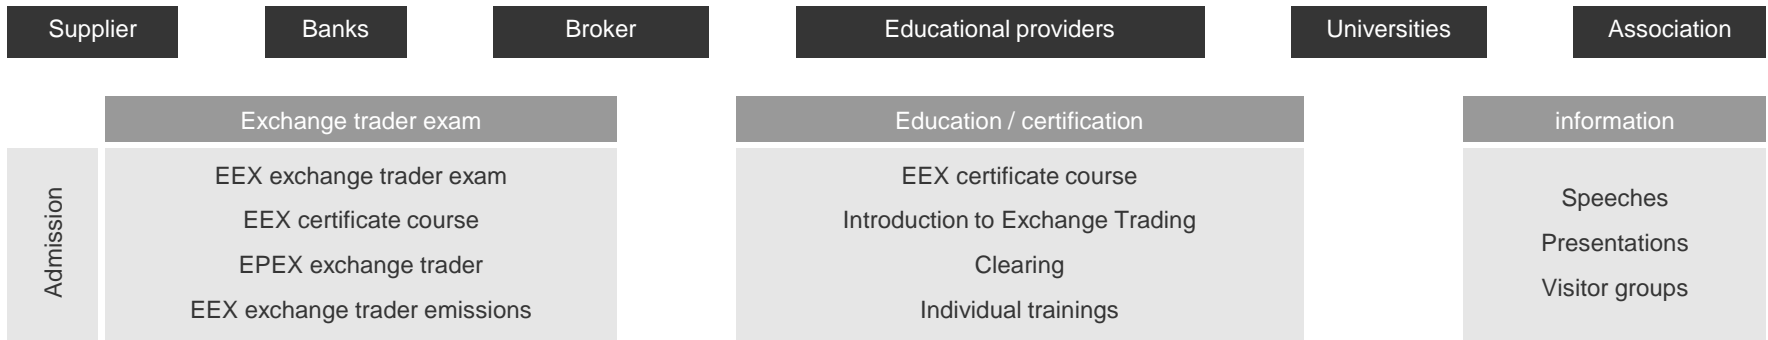 Supplier
Banks
Broker
Educational providers
Universities
Association
Exchange trader exam
Education / certification
information
Admission
EEX exchange trader exam
EEX certificate course
EPEX exchange trader
EEX exchange trader emissions
EEX certificate course
Introduction to Exchange Trading
Clearing
Individual trainings
Speeches
Presentations
Visitor groups